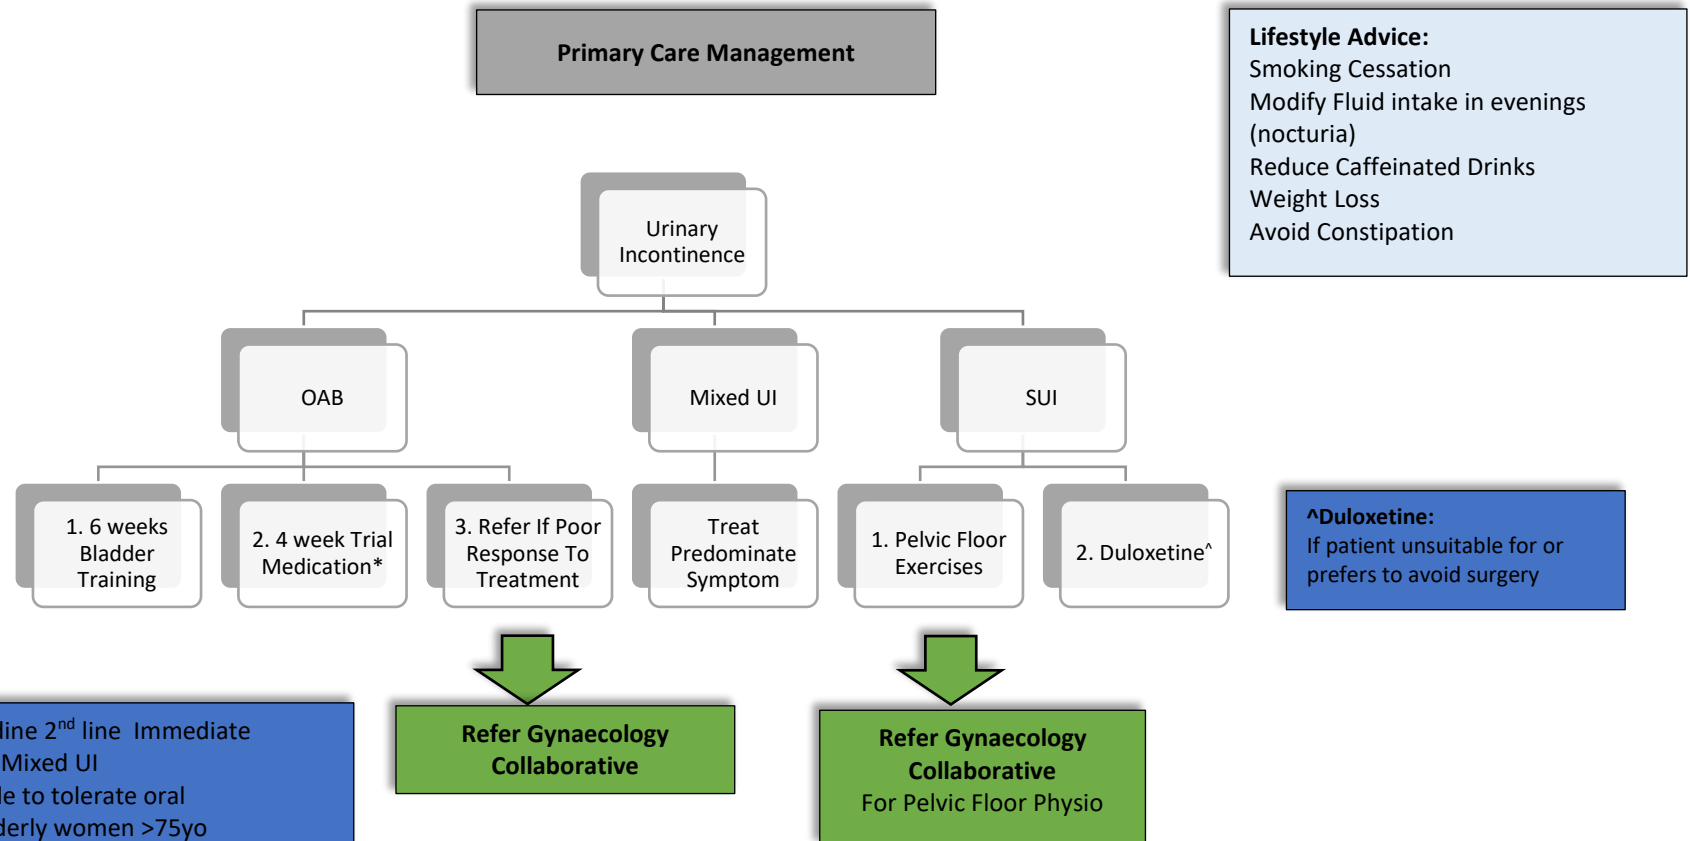 Primary Care Management
Lifestyle Advice:
Smoking Cessation
Modify Fluid intake in evenings
(nocturia)
Reduce Caffeinated Drinks
Weight Loss
Avoid Constipation
Urinary
Incontinence
OAB
Mixed UI
SUI
1. 6 weeks
Bladder
Training
2. 4 week Trial
Medication*
3. Refer If Poor
Response To
Treatment
Treat
Predominate
Symptom
1. Pelvic Floor
Exercises
2. Duloxetine^
^Duloxetine:
If patient unsuitable for or
prefers to avoid surgery
2nd line Immediate
Mixed UI
to tolerate oral
women >75yo
Refer Gynaecology
Collaborative
Refer Gynaecology
Collaborative
For Pelvic Floor Physio